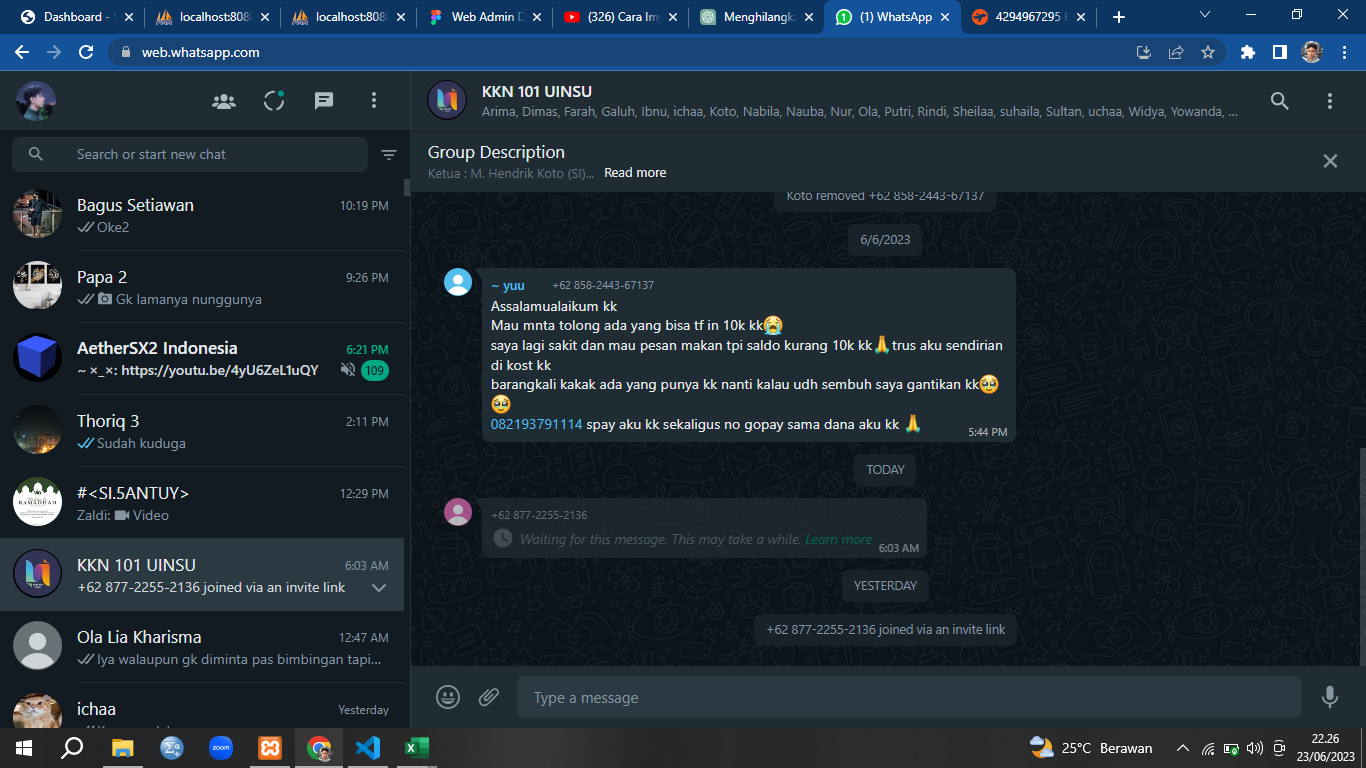 Dashboard -
localhost:808
localhost:808
Web Admin D
(326) Cara Im
Menghilangka
(1) WhatsApp
4294967295
web.whatsapp.com
KKN 101 UINSU
Arima, Dimas, Farah, Galuh, Ibnu, ichaa, Koto, Nabila, Nauba, Nur, Ola, Putri, Rindi, Sheilaa, suhaila, Sultan, uchaa, Widya, Yowanda, ...
Search or start new chat
Group Description
Ketua : M. Hendrik Koto (SI)... Read more
Bagus Setiawan 10:19 PM
Oke2
Papa 2 9:26 PM
Gk lamanya nunggunya
AetherSX2 Indonesia 6:21 PM
~ ×_×: https://youtu.be/4yU6ZeL1uQY 109
Thoriq 3 2:11 PM
Sudah kuduga
#<SI.5ANTUY> 12:29 PM
Zaldi: Video
KKN 101 UINSU 6:03 AM
+62 877-2255-2136 joined via an invite link
Ola Lia Kharisma 12:47 AM
Iya walaupun gk diminta pas bimbingan tapi...
ichaa Yesterday
Koto removed +62 858-2443-67137
6/6/2023
~ yuu +62 858-2443-67137
Assalamualaikum kk
Mau mnta tolong ada yang bisa tf in 10k kk😭
saya lagi sakit dan mau pesan makan tpi saldo kurang 10k kk🙏trus aku sendirian
di kost kk
barangkali kakak ada yang punya kk nanti kalau udh sembuh saya gantikan kk🥹
🥹
082193791114 spay aku kk sekaligus no gopay sama dana aku kk 🙏
5:44 PM
TODAY
+62 877-2255-2136
Waiting for this message. This may take a while. Learn more
6:03 AM
YESTERDAY
+62 877-2255-2136 joined via an invite link
Type a message
zoom
25°C Berawan
22.26
23/06/2023